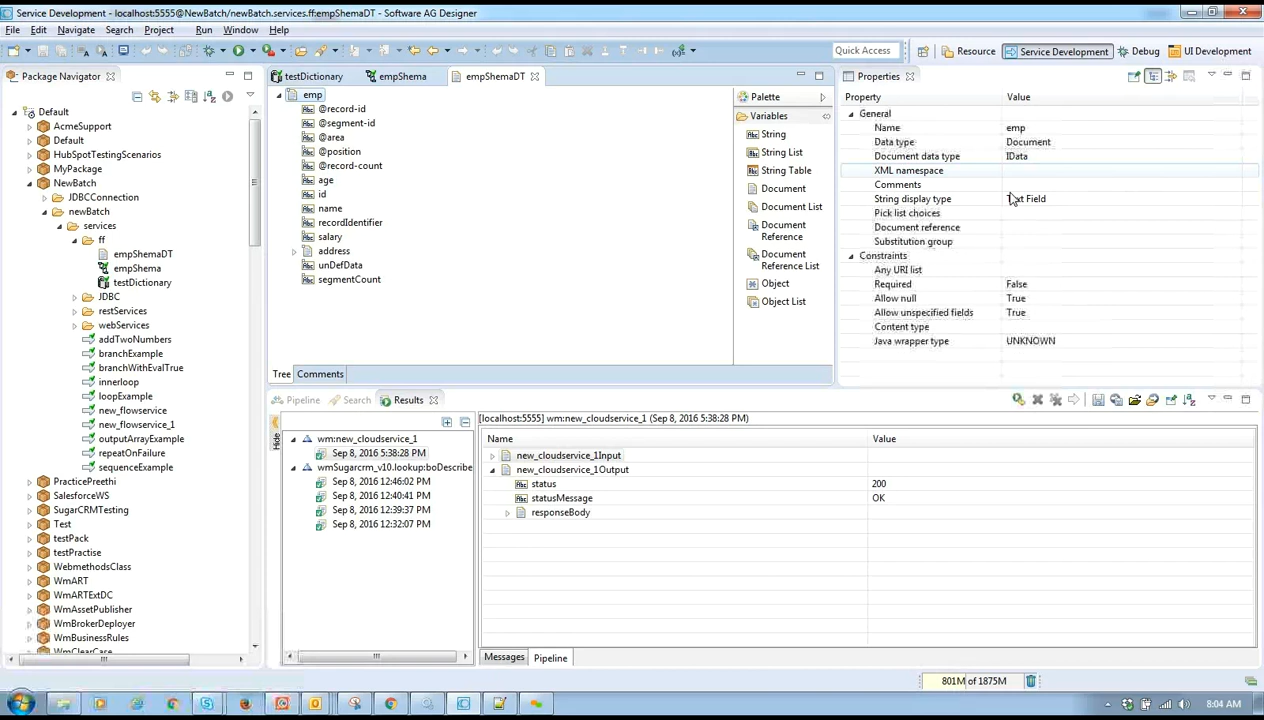 Service Development - localhost:5555@NewBatch/newBatch.services.ff:empShemaDT - Software AG Designer
File Edit Navigate Search Project Run Window Help
Quick Access
Resource Service Development Debug UI Development
Package Navigator
Default
AcmeSupport
Default
HubSpotTestingScenarios
MyPackage
NewBatch
JDBCConnection
newBatch
services
ff
empShemaDT
empShema
testDictionary
JDBC
restServices
webServices
addTwoNumbers
branchExample
branchWithEvalTrue
innerloop
loopExample
new_flowservice
new_flowservice_1
outputArrayExample
repeatOnFailure
sequenceExample
PracticePreethi
SalesforceWS
SugarCRMTesting
Test
testPack
testPractise
WebmethodsClass
WmART
WmARTExtDC
WmAssetPublisher
WmBrokerDeployer
WmBusinessRules
WmClearCase
testDictionary empShema empShemaDT
emp
@record-id
@segment-id
@area
@position
@record-count
age
id
name
recordIdentifier
salary
address
unDefData
segmentCount
Tree Comments
Palette
Variables
String
String List
String Table
Document
Document List
Document
Reference
Document
Reference List
Object
Object List
Properties
Property Value
General
Name emp
Data type Document
Document data type IData
XML namespace
Comments
String display type Text Field
Pick list choices
Document reference
Substitution group
Constraints
Any URI list
Required False
Allow null True
Allow unspecified fields True
Content type
Java wrapper type UNKNOWN
Pipeline Search Results
Hide
wm:new_cloudservice_1
Sep 8, 2016 5:38:28 PM
wmSugarcrm_v10.lookup:boDescribe
Sep 8, 2016 12:46:02 PM
Sep 8, 2016 12:40:41 PM
Sep 8, 2016 12:39:37 PM
Sep 8, 2016 12:32:07 PM
[localhost:5555] wm:new_cloudservice_1 (Sep 8, 2016 5:38:28 PM)
Name Value
new_cloudservice_1Input
new_cloudservice_1Output
status 200
statusMessage OK
responseBody
Messages Pipeline
801M of 1875M
8:04 AM